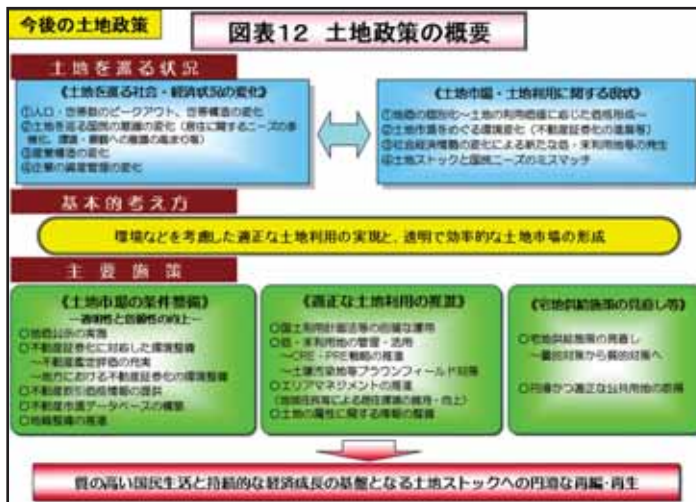 今後の土地政策
図表12 土地政策の概要
土地を巡る状況
《土地を巡る社会・経済状況の変化》
①人口・世帯数のピークアウト、世帯構造の変化
②土地を巡る国民の意識の変化（居住に関するニーズの多
様化、環境・景観への意識の高まり等）
③産業構造の変化
④企業の資産管理の変化
《土地市場・土地利用に関する現状》
①地価の個別化～土地の利用価値に応じた価格形成～
②土地市場をめぐる環境変化（不動産証券化の進展等）
③社会経済情勢の変化による新たな低・未利用地等の発生
④土地ストックと国民ニーズのミスマッチ
基本的考え方
環境などを考慮した適正な土地利用の実現と、透明で効率的な土地市場の形成
主要施策
《土地市場の条件整備》
―透明性と信頼性の向上―
○地価公示の実施
○不動産証券化に対応した環境整備
～不動産鑑定評価の充実
～地方における不動産証券化の環境整備
○不動産取引価格情報の提供
○不動産市場データベースの構築
○地籍整備の推進
《適正な土地利用の推進》
○国土利用計画法等の的確な運用
○低・未利用地の管理・活用
～CRE・PRE戦略の推進
～土壌汚染地等ブラウンフィールド対策
○エリアマネジメントの推進
（地域住民等による居住環境の維持・向上）
○土地の属性に関する情報の整備
《宅地供給施策の見直し等》
○宅地供給施策の見直し
～量的対策から質的対策へ
○円滑かつ適正な公共用地の取得
質の高い国民生活と持続的な経済成長の基盤となる土地ストックへの円滑な再編・再生